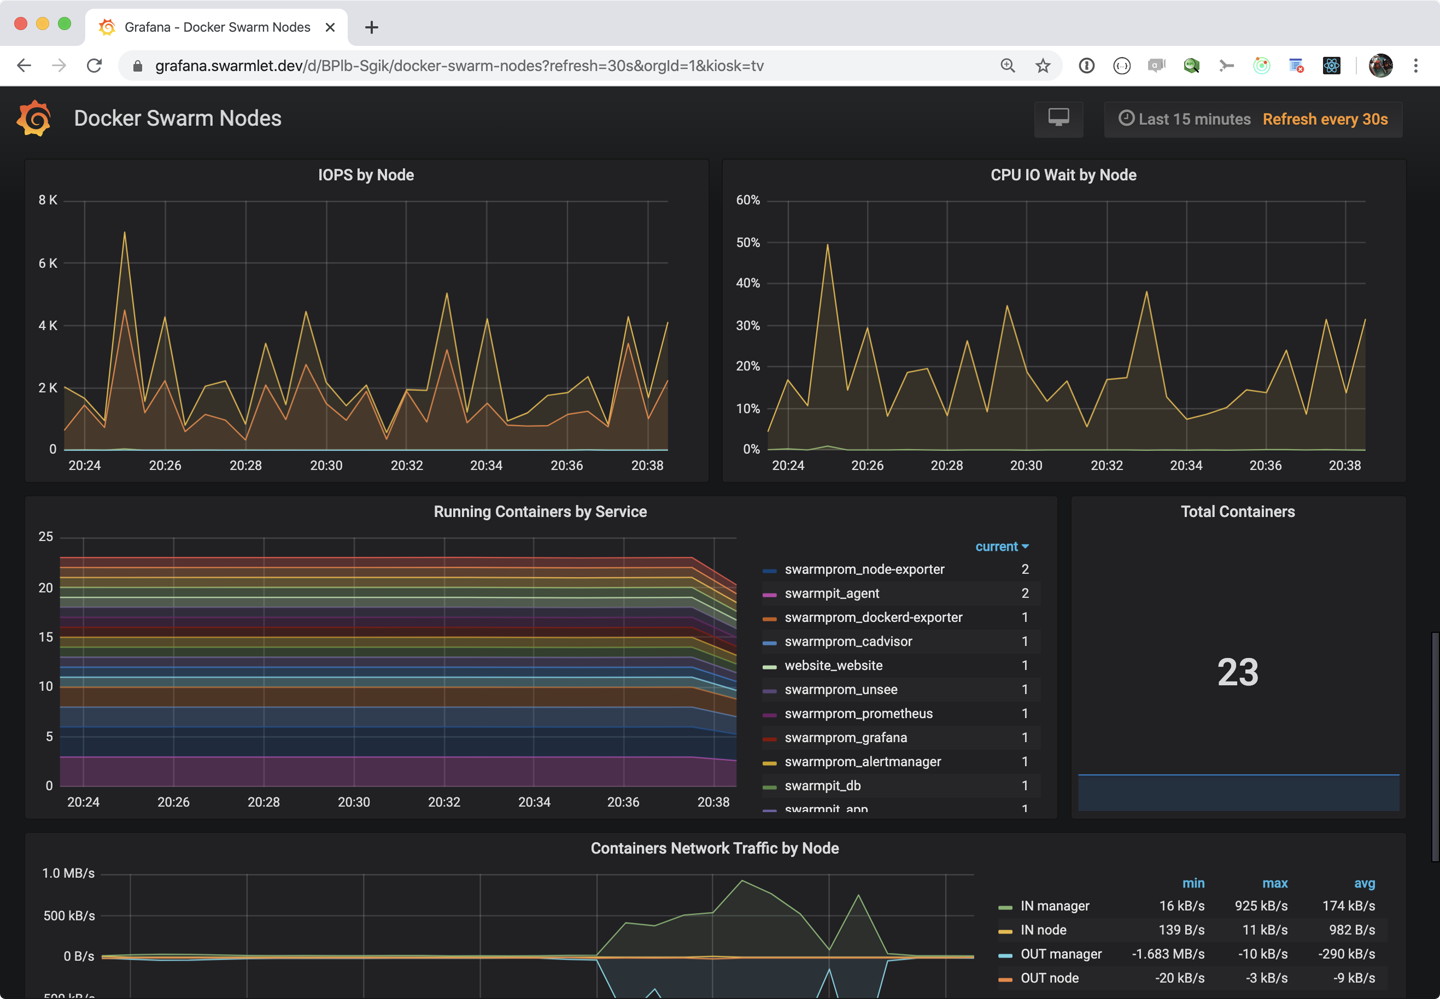 Grafana - Docker Swarm Nodes
grafana.swarmlet.dev/d/BPlb-Sgik/docker-swarm-nodes?refresh=30s&orgId=1&kiosk=tv
Docker Swarm Nodes
Last 15 minutes Refresh every 30s
IOPS by Node
8 K
6 K
4 K
2 K
0
20:24 20:26 20:28 20:30 20:32 20:34 20:36 20:38
CPU IO Wait by Node
60%
50%
40%
30%
20%
10%
0%
20:24 20:26 20:28 20:30 20:32 20:34 20:36 20:38
Running Containers by Service
25
20
15
10
5
0
20:24 20:26 20:28 20:30 20:32 20:34 20:36 20:38
current
swarmprom_node-exporter 2
swarmpit_agent 2
swarmprom_dockerd-exporter 1
swarmprom_cadvisor 1
website_website 1
swarmprom_unsee 1
swarmprom_prometheus 1
swarmprom_grafana 1
swarmprom_alertmanager 1
swarmpit_db 1
swarmpit_app 1
Total Containers
23
Containers Network Traffic by Node
1.0 MB/s
500 kB/s
0 B/s
-500 kB/s
min max avg
IN manager 16 kB/s 925 kB/s 174 kB/s
IN node 139 B/s 11 kB/s 982 B/s
OUT manager -1.683 MB/s -10 kB/s -290 kB/s
OUT node -20 kB/s -3 kB/s -9 kB/s